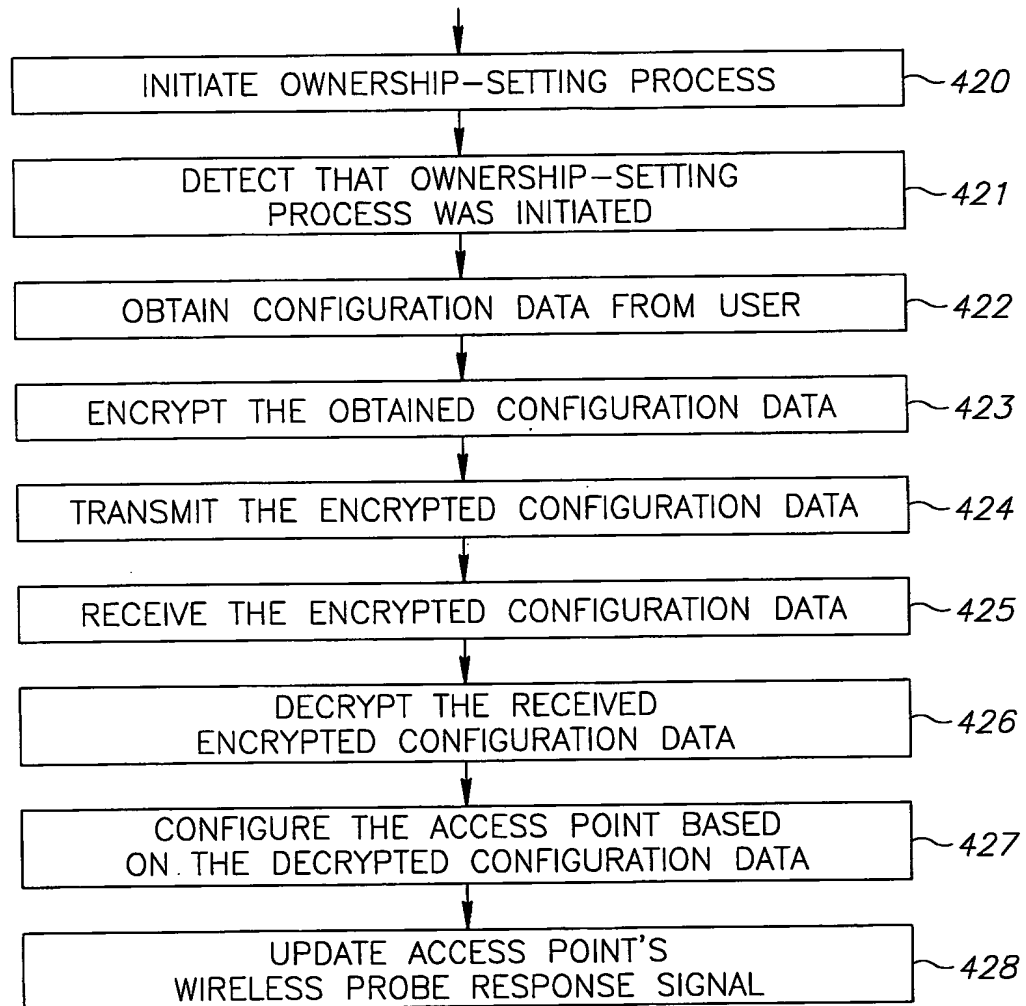 INITIATE OWNERSHIP-SETTING PROCESS
420
DETECT THAT OWNERSHIP-SETTING
PROCESS WAS INITIATED
421
OBTAIN CONFIGURATION DATA FROM USER
422
ENCRYPT THE OBTAINED CONFIGURATION DATA
423
TRANSMIT THE ENCRYPTED CONFIGURATION DATA
424
RECEIVE THE ENCRYPTED CONFIGURATION DATA
425
DECRYPT THE RECEIVED
ENCRYPTED CONFIGURATION DATA
426
CONFIGURE THE ACCESS POINT BASED
ON THE DECRYPTED CONFIGURATION DATA
427
UPDATE ACCESS POINT'S
WIRELESS PROBE RESPONSE SIGNAL
428